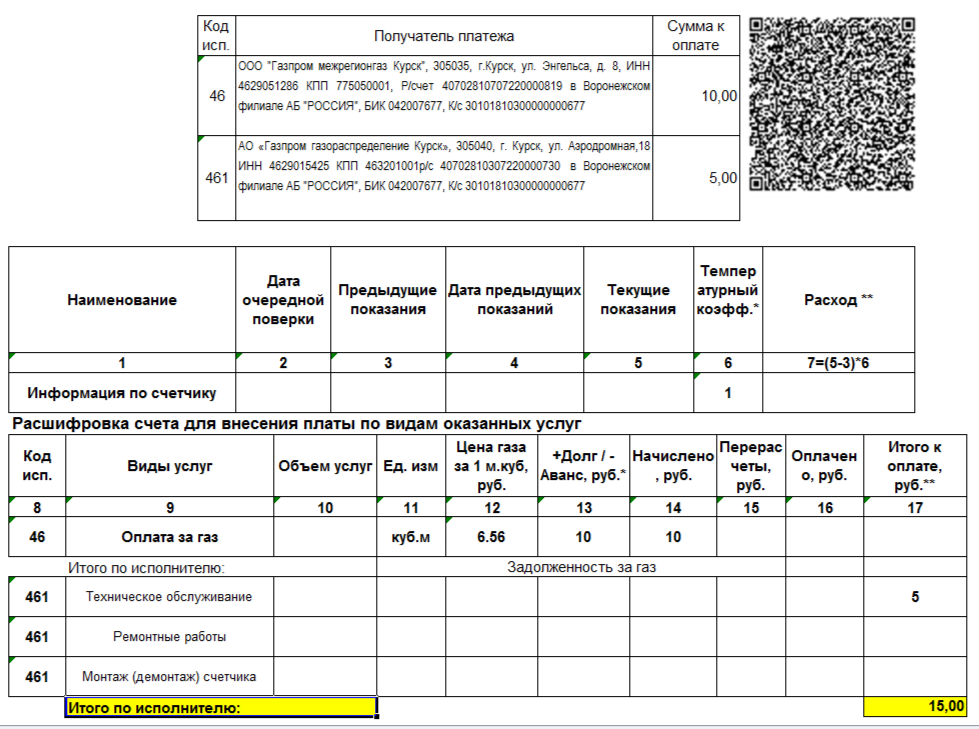 Код исп. Получатель платежа Сумма к оплате
ООО "Газпром межрегионгаз Курск", 305035, г.Курск, ул. Энгельса, д. 8, ИНН
46 4629051286 КПП 775050001, Р/счет 40702810707220000819 в Воронежском 10,00
филиале АБ "РОССИЯ", БИК 042007677, К/с 30101810300000000677
АО «Газпром газораспределение Курск», 305040, г. Курск, ул. Аэродромная,18
461 ИНН 4629015425 КПП 463201001р/с 40702810307220000730 в Воронежском 5,00
филиале АБ "РОССИЯ", БИК 042007677, К/с 30101810300000000677
Наименование Дата очередной поверки Предыдущие показания Дата предыдущих показаний Текущие показания Темпер атурный коэфф.* Расход **
1 2 3 4 5 6 7=(5-3)*6
Информация по счетчику 1
Расшифровка счета для внесения платы по видам оказанных услуг
Код исп. Виды услуг Объем услуг Ед. изм Цена газа за 1 м.куб, руб. +Долг / - Аванс, руб.* Начислено , руб. Перерас четы, руб. Оплачен о, руб. Итого к оплате, руб.**
8 9 10 11 12 13 14 15 16 17
46 Оплата за газ куб.м 6.56 10 10
Итого по исполнителю: Задолженность за газ
461 Техническое обслуживание 5
461 Ремонтные работы
461 Монтаж (демонтаж) счетчика
Итого по исполнителю: 15,00